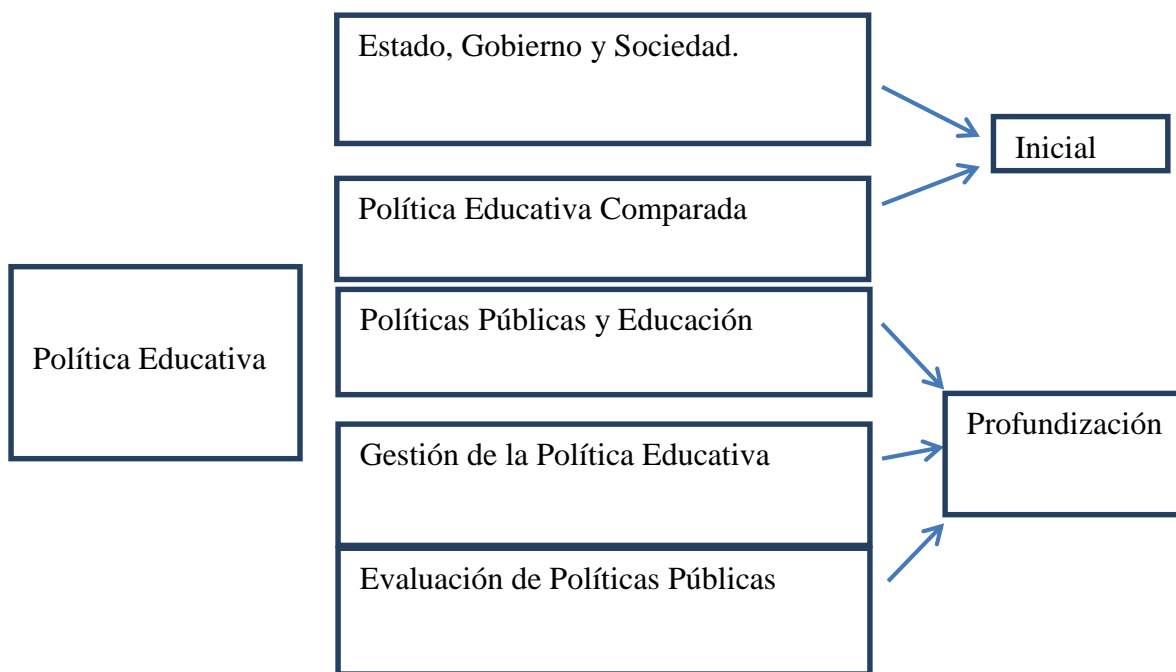 Estado, Gobierno y Sociedad.
Inicial
Política Educativa Comparada
Políticas Públicas y Educación
Política Educativa
Profundización
Gestión de la Política Educativa
Evaluación de Políticas Públicas